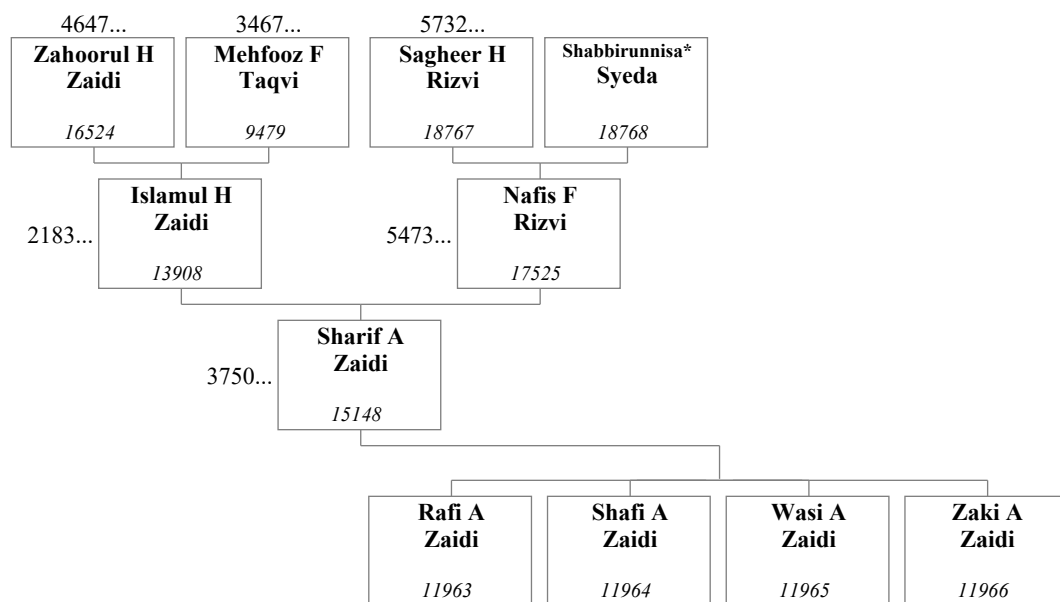 4647... 3467... 5732...
Zahoorul H Mehfooz F Sagheer H Shabbirunnisa*
Zaidi Taqvi Rizvi Syeda
16524 9479 18767 18768
Islamul H Nafis F
Zaidi Rizvi
2183... 5473...
13908 17525
Sharif A
Zaidi
3750...
15148
Rafi A Shafi A Wasi A Zaki A
Zaidi Zaidi Zaidi Zaidi
11963 11964 11965 11966